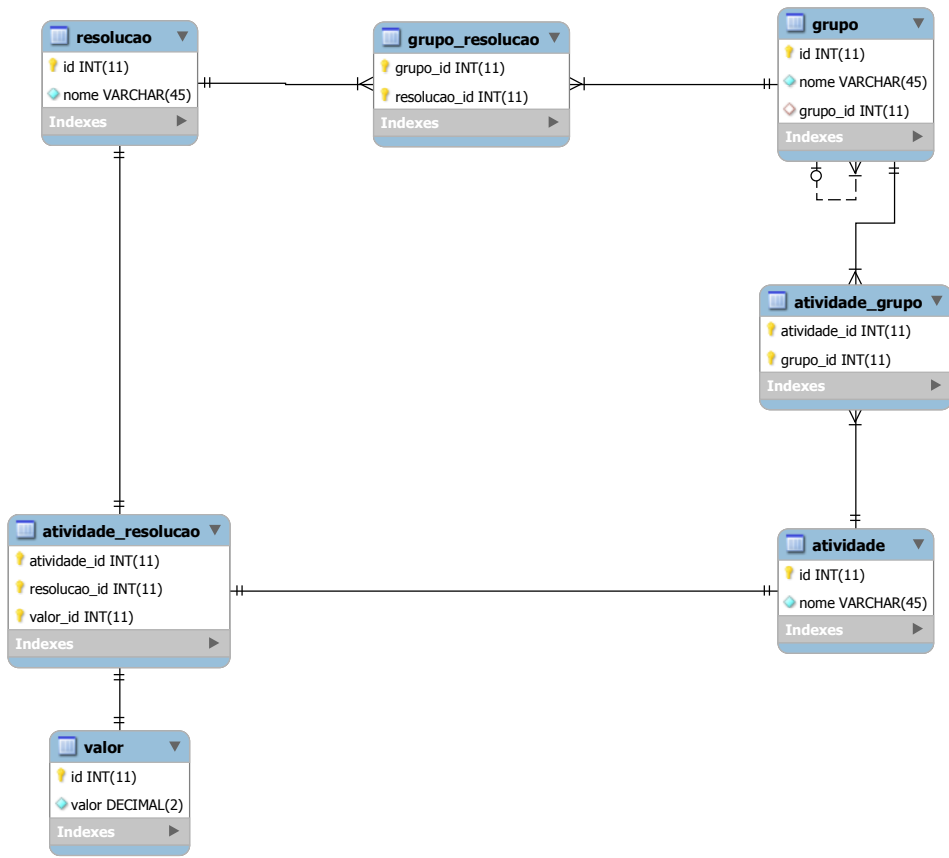 resolucao
id INT(11)
nome VARCHAR(45)
Indexes
grupo_resolucao
grupo_id INT(11)
resolucao_id INT(11)
Indexes
grupo
id INT(11)
nome VARCHAR(45)
grupo_id INT(11)
Indexes
atividade_grupo
atividade_id INT(11)
grupo_id INT(11)
Indexes
atividade_resolucao
atividade_id INT(11)
resolucao_id INT(11)
valor_id INT(11)
Indexes
atividade
id INT(11)
nome VARCHAR(45)
Indexes
valor
id INT(11)
valor DECIMAL(2)
Indexes